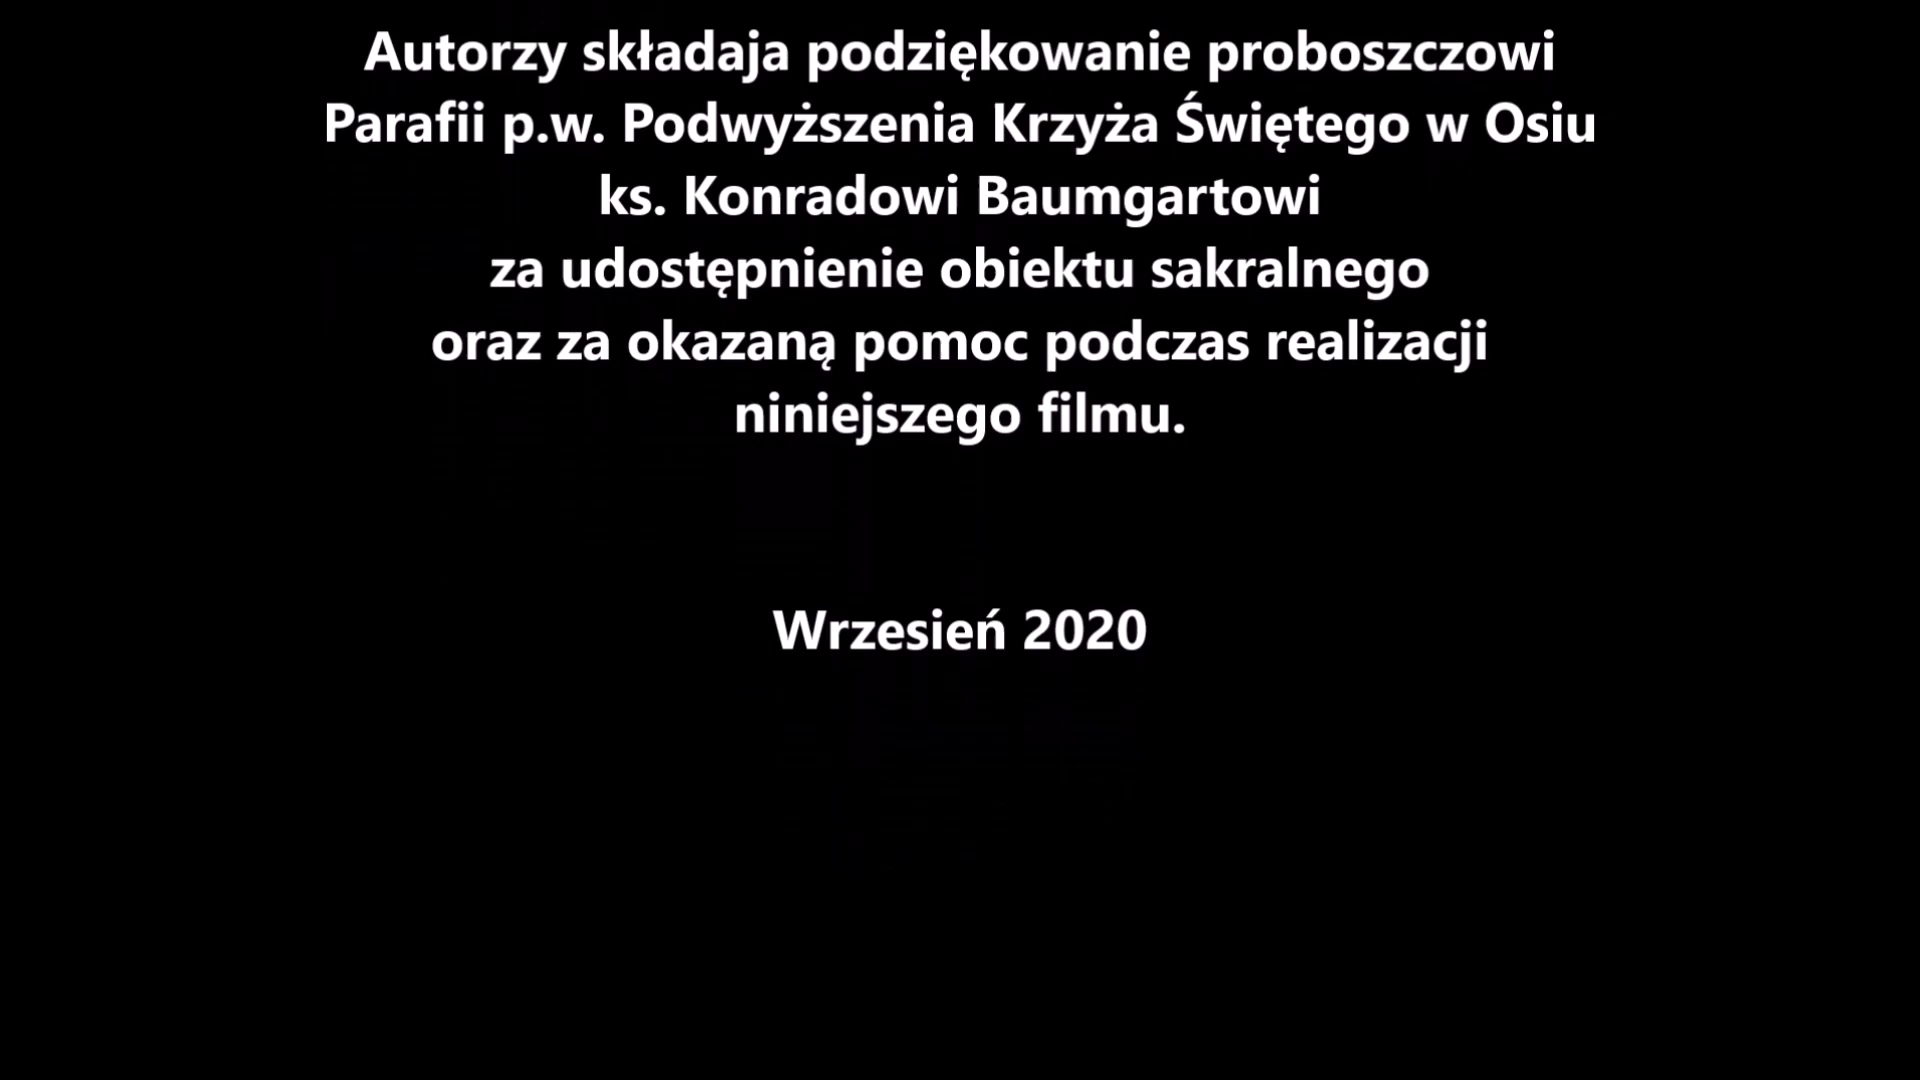 Autorzy składaja podziękowanie proboszczowi
Parafii p.w. Podwyższenia Krzyża Świętego w Osiu
ks. Konradowi Baumgartowi
za udostępnienie obiektu sakralnego
oraz za okazaną pomoc podczas realizacji
niniejszego filmu.
Wrzesień 2020